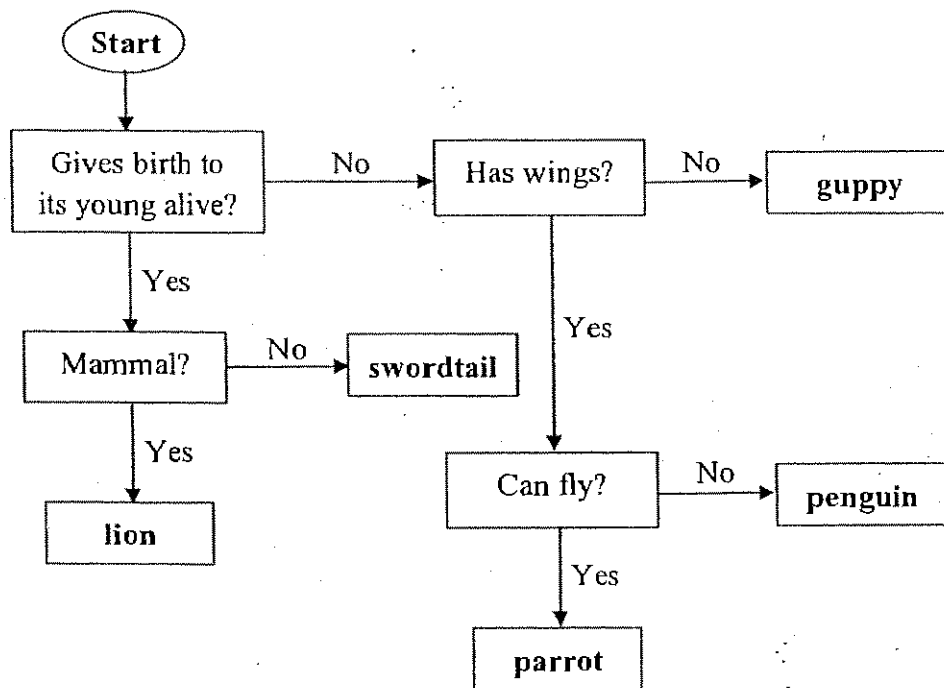 Start
Gives birth to
its young alive?
No
Has wings?
No
guppy
Yes
Mammal?
No
swordtail
Yes
Yes
lion
Can fly?
No
penguin
Yes
parrot